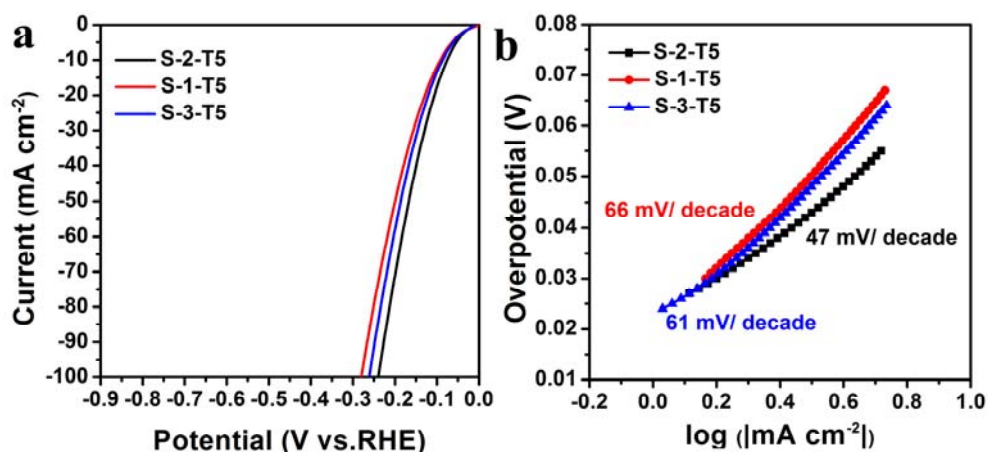 a
S-2-T5
S-1-T5
S-3-T5
Current (mA cm-2)
0
-10
-20
-30
-40
-50
-60
-70
-80
-90
-100
-0.9 -0.8 -0.7 -0.6 -0.5 -0.4 -0.3 -0.2 -0.1 0.0
Potential (V vs.RHE)
b
S-2-T5
S-1-T5
S-3-T5
Overpotential (V)
0.08
0.07
0.06
0.05
0.04
0.03
0.02
0.01
66 mV/ decade
47 mV/ decade
61 mV/ decade
-0.2 0.0 0.2 0.4 0.6 0.8 1.0
log (|mA cm-2|)